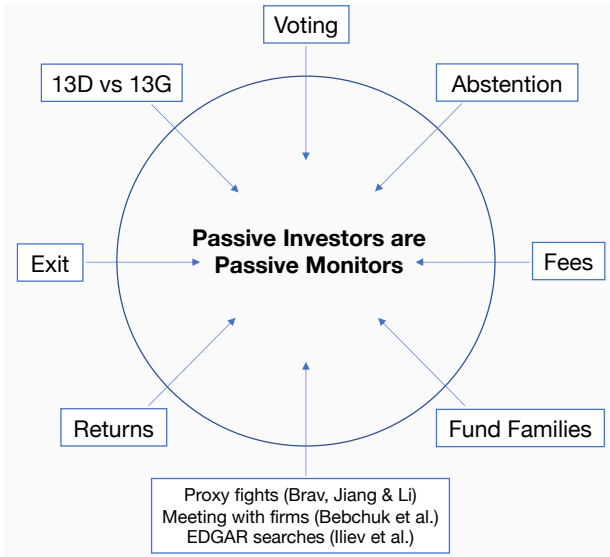 Voting
13D vs 13G
Abstention
Passive Investors are
Passive Monitors
Exit
Fees
Returns
Fund Families
Proxy fights (Brav, Jiang & Li)
Meeting with firms (Bebchuk et al.)
EDGAR searches (Iliev et al.)